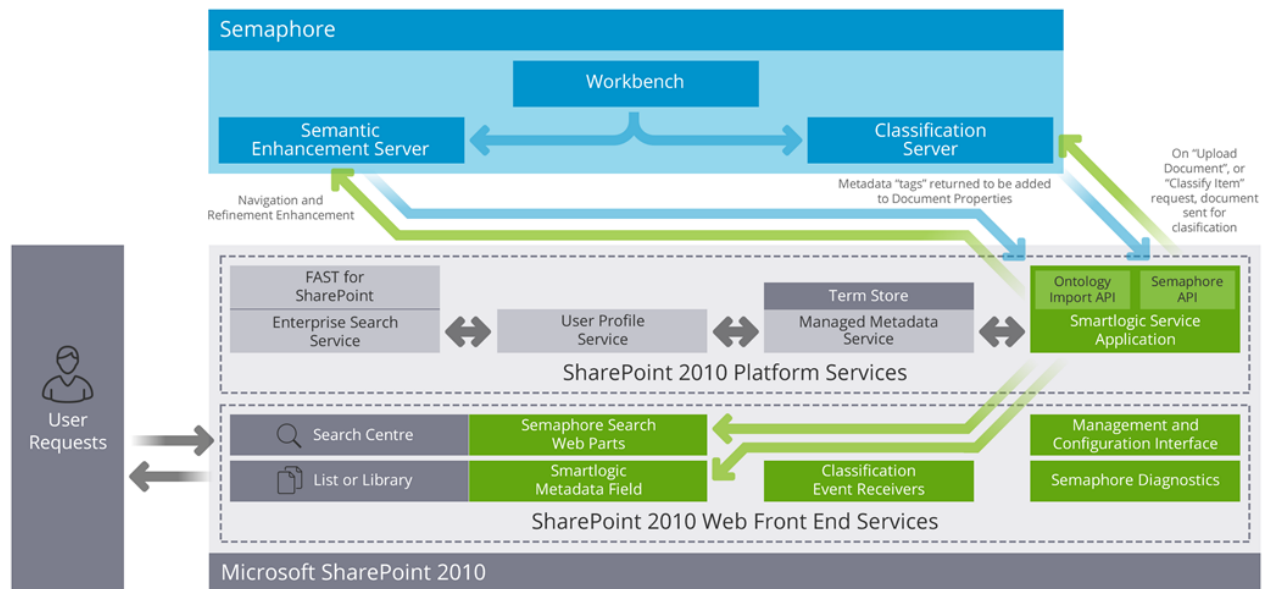 Semaphore
Workbench
Semantic
Enhancement Server
Classification
Server
On “Upload
Document”, or
“Classify Item”
request, document
sent for
clasification
Navigation and
Refinement Enhancement
Metadata “tags” returned to be added
to Document Properties
FAST for
SharePoint
Enterprise Search
Service
User Profile
Service
Term Store
Managed Metadata
Service
Ontology
Import API
Semaphore
API
Smartlogic Service
Application
SharePoint 2010 Platform Services
User
Requests
Search Centre
Semaphore Search
Web Parts
Management and
Configuration Interface
List or Library
Smartlogic
Metadata Field
Classification
Event Receivers
Semaphore Diagnostics
SharePoint 2010 Web Front End Services
Microsoft SharePoint 2010